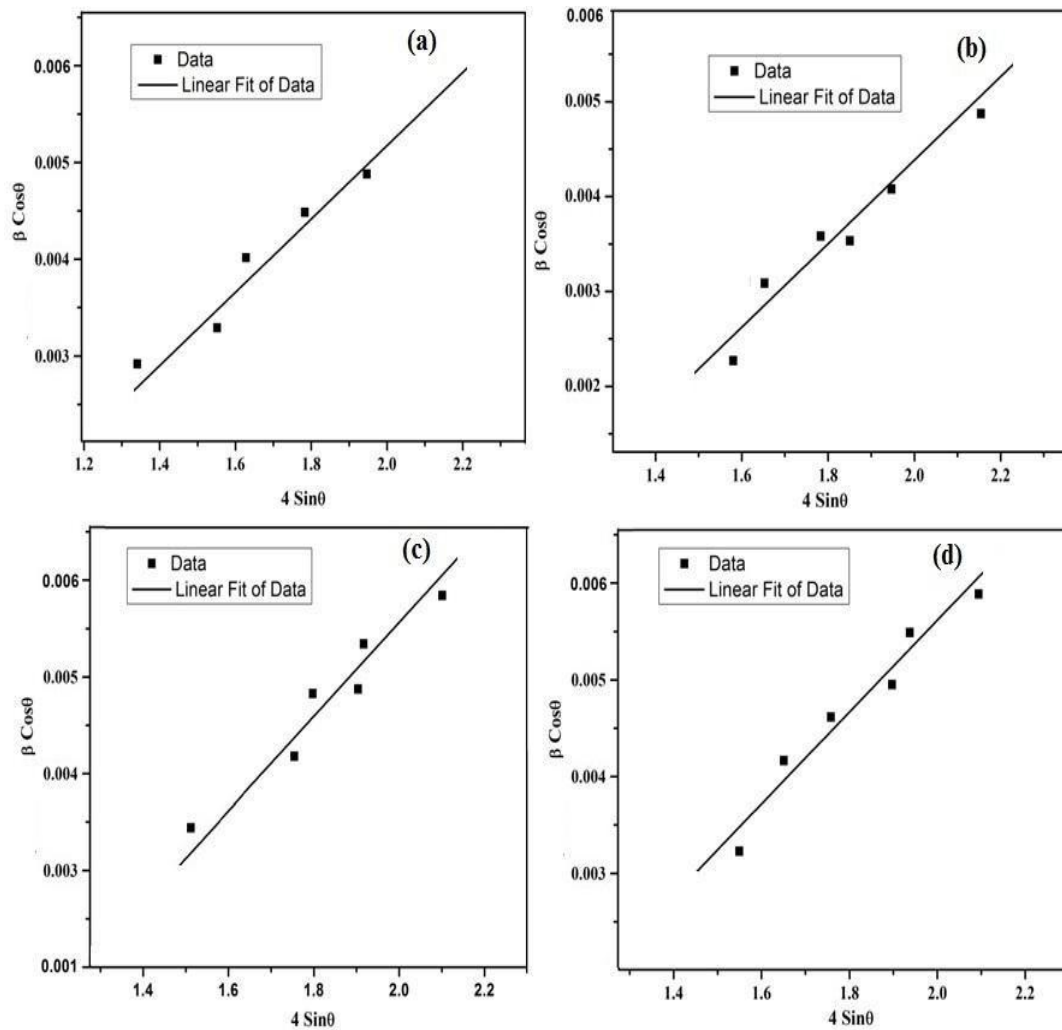 (a)
Data
Linear Fit of Data
0.006
0.005
0.004
0.003
β Cosθ
1.2 1.4 1.6 1.8 2.0 2.2
4 Sinθ
(b)
Data
Linear Fit of Data
0.006
0.005
0.004
0.003
0.002
β Cosθ
1.4 1.6 1.8 2.0 2.2
4 Sinθ
(c)
Data
Linear Fit of Data
0.006
0.005
0.004
0.003
0.001
β Cosθ
1.4 1.6 1.8 2.0 2.2
4 Sinθ
(d)
Data
Linear Fit of Data
0.006
0.005
0.004
0.003
β Cosθ
1.4 1.6 1.8 2.0 2.2
4 Sinθ